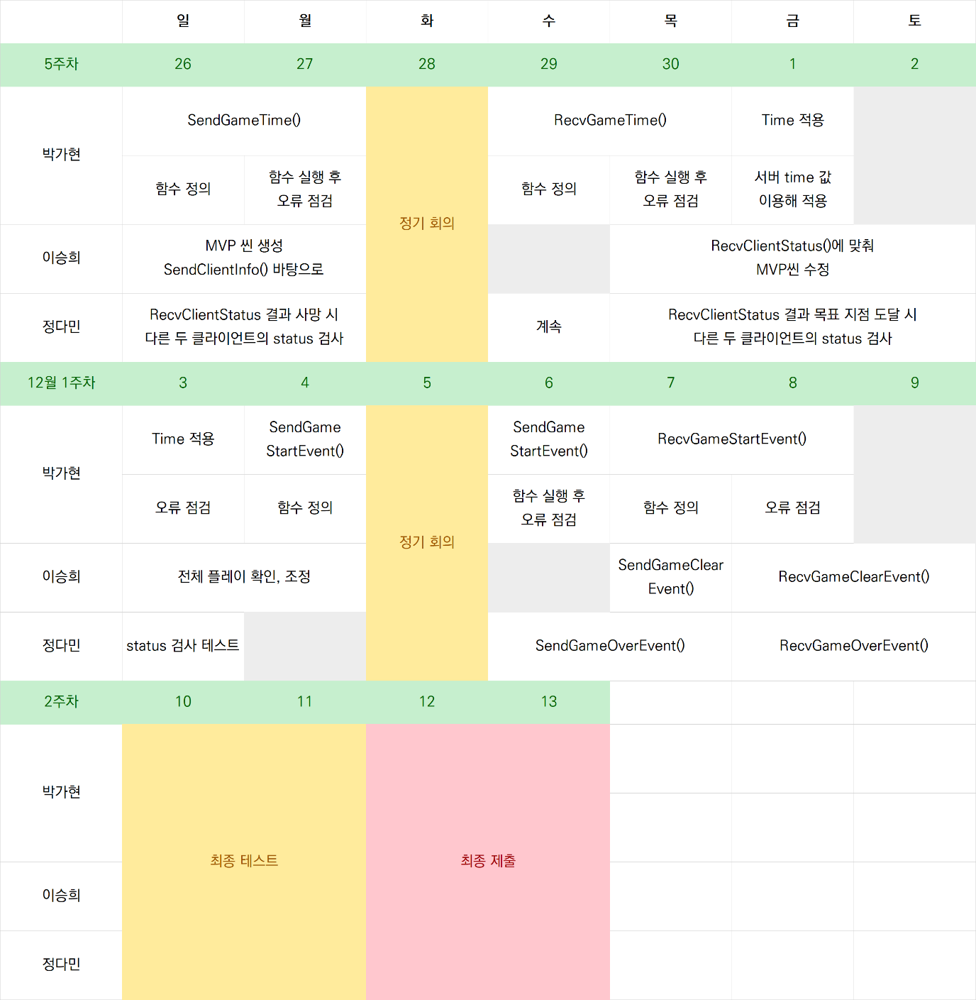 일 월 화 수 목 금 토
5주차 26 27 28 29 30 1 2
박가현
SendGameTime()
RecvGameTime()
Time 적용
함수 정의
함수 실행 후
오류 점검
함수 정의
함수 실행 후
오류 점검
서버 time 값
이용해 적용
정기 회의
이승희
MVP 씬 생성
SendClientInfo() 바탕으로
RecvClientStatus()에 맞춰
MVP씬 수정
정다민
RecvClientStatus 결과 사망 시
다른 두 클라이언트의 status 검사
계속
RecvClientStatus 결과 목표 지점 도달 시
다른 두 클라이언트의 status 검사
12월 1주차 3 4 5 6 7 8 9
박가현
Time 적용
SendGame
StartEvent()
SendGame
StartEvent()
RecvGameStartEvent()
오류 점검
함수 정의
함수 실행 후
오류 점검
함수 정의
오류 점검
정기 회의
이승희
전체 플레이 확인, 조정
SendGameClear
Event()
RecvGameClearEvent()
정다민
status 검사 테스트
SendGameOverEvent()
RecvGameOverEvent()
2주차 10 11 12 13
박가현
최종 테스트
최종 제출
이승희
정다민